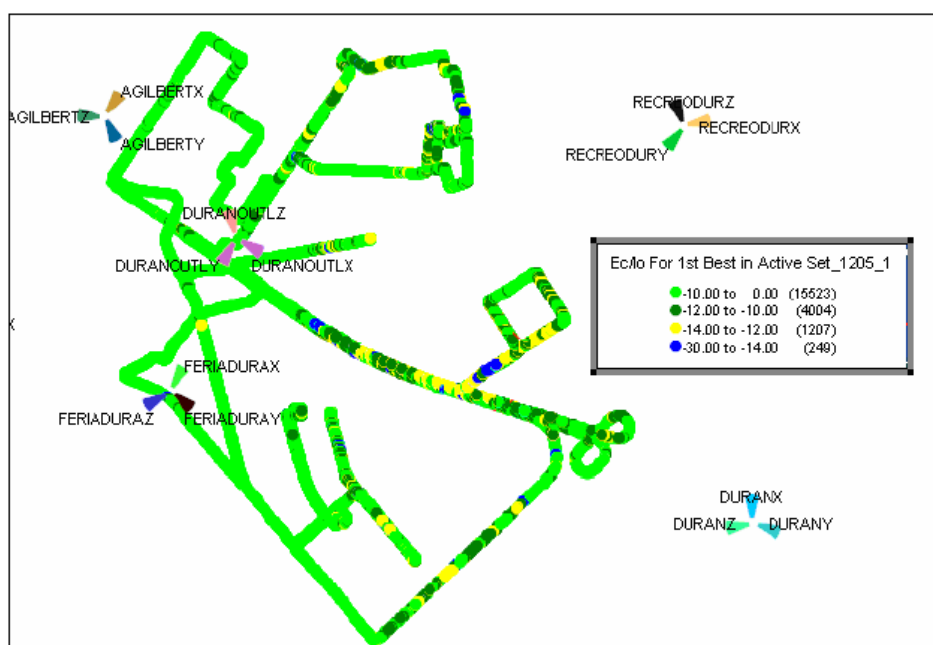 AGILBERTX
AGILBERTZ
AGILBERTY
RECREODURZ
RECREODURX
RECREODURY
DURANOUTLZ
DURANOUTLY
DURANOUTLX
Ec/Io For 1st Best in Active Set_1205_1
-10.00 to 0.00 (15523)
-12.00 to -10.00 (4004)
-14.00 to -12.00 (1207)
-30.00 to -14.00 (249)
X
FERIADURAX
FERIADURAZ
FERIADURAY
DURANX
DURANZ
DURANY